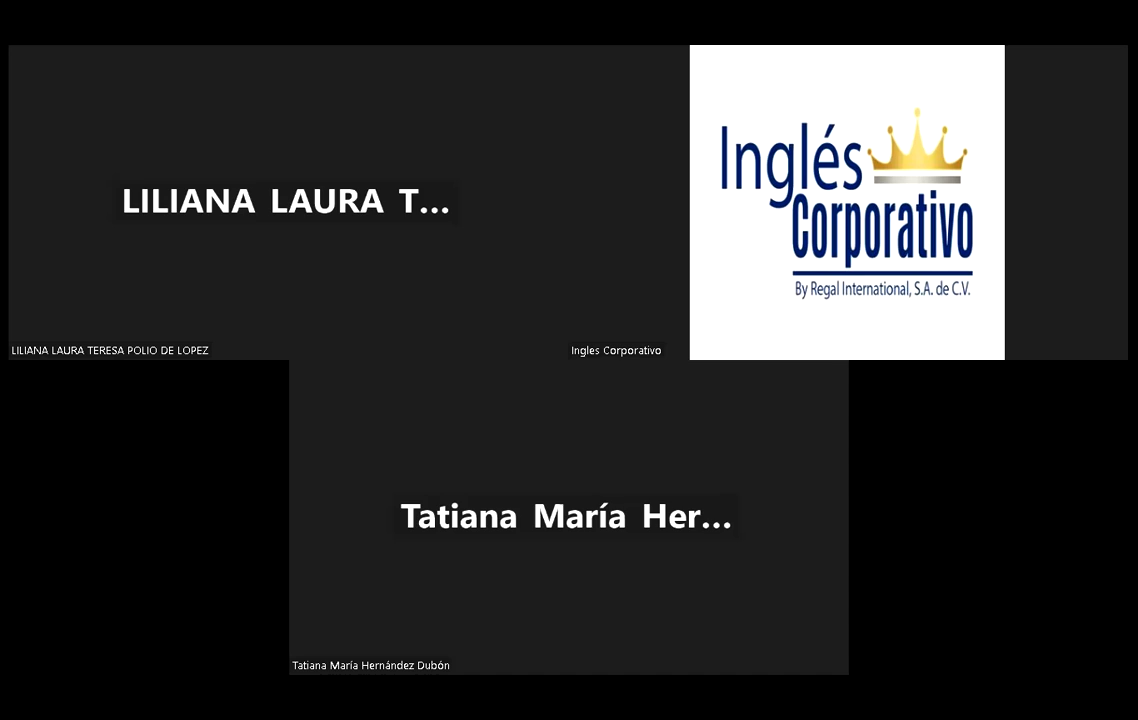 LILIANA LAURA T...
LILIANA LAURA TERESA POLIO DE LOPEZ
Inglés
Corporativo
By Regal International, S.A. de C.V.
Ingles Corporativo
Tatiana María Her...
Tatiana María Hernández Dubón